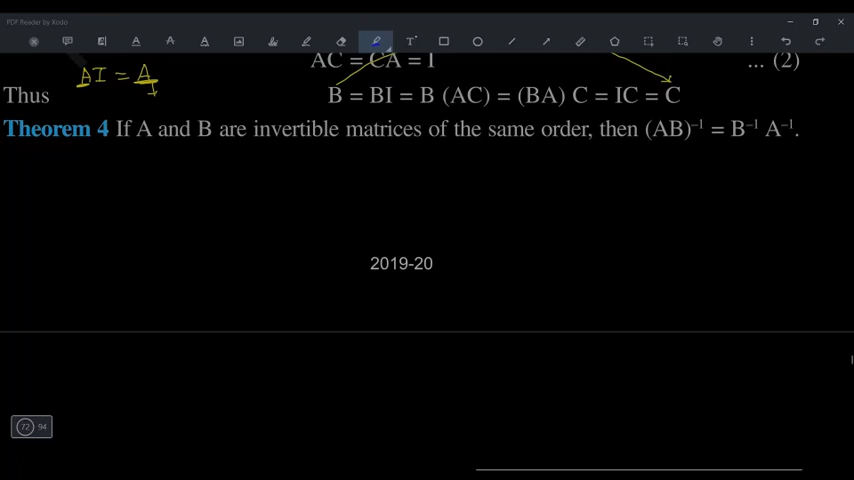 PDF Reader by Xodo
AC = CA = I ... (2)
AI = A
Thus B = BI = B (AC) = (BA) C = IC = C
Theorem 4 If A and B are invertible matrices of the same order, then (AB)⁻¹ = B⁻¹ A⁻¹.
2019-20
72 94